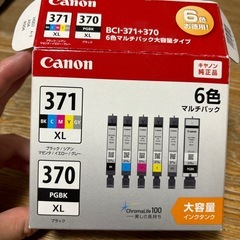 Canon
BCI-371+370
6色マルチパック大容量タイプ
6色
お徳用!
Canon
キヤノン
純正品
371
BK C M Y GY
XL
ブラック/シアン
マゼンタ/イエロー/グレー
370
PGBK
XL
ブラック
6色
マルチパック
ChromaLife100
大容量
インクタンク